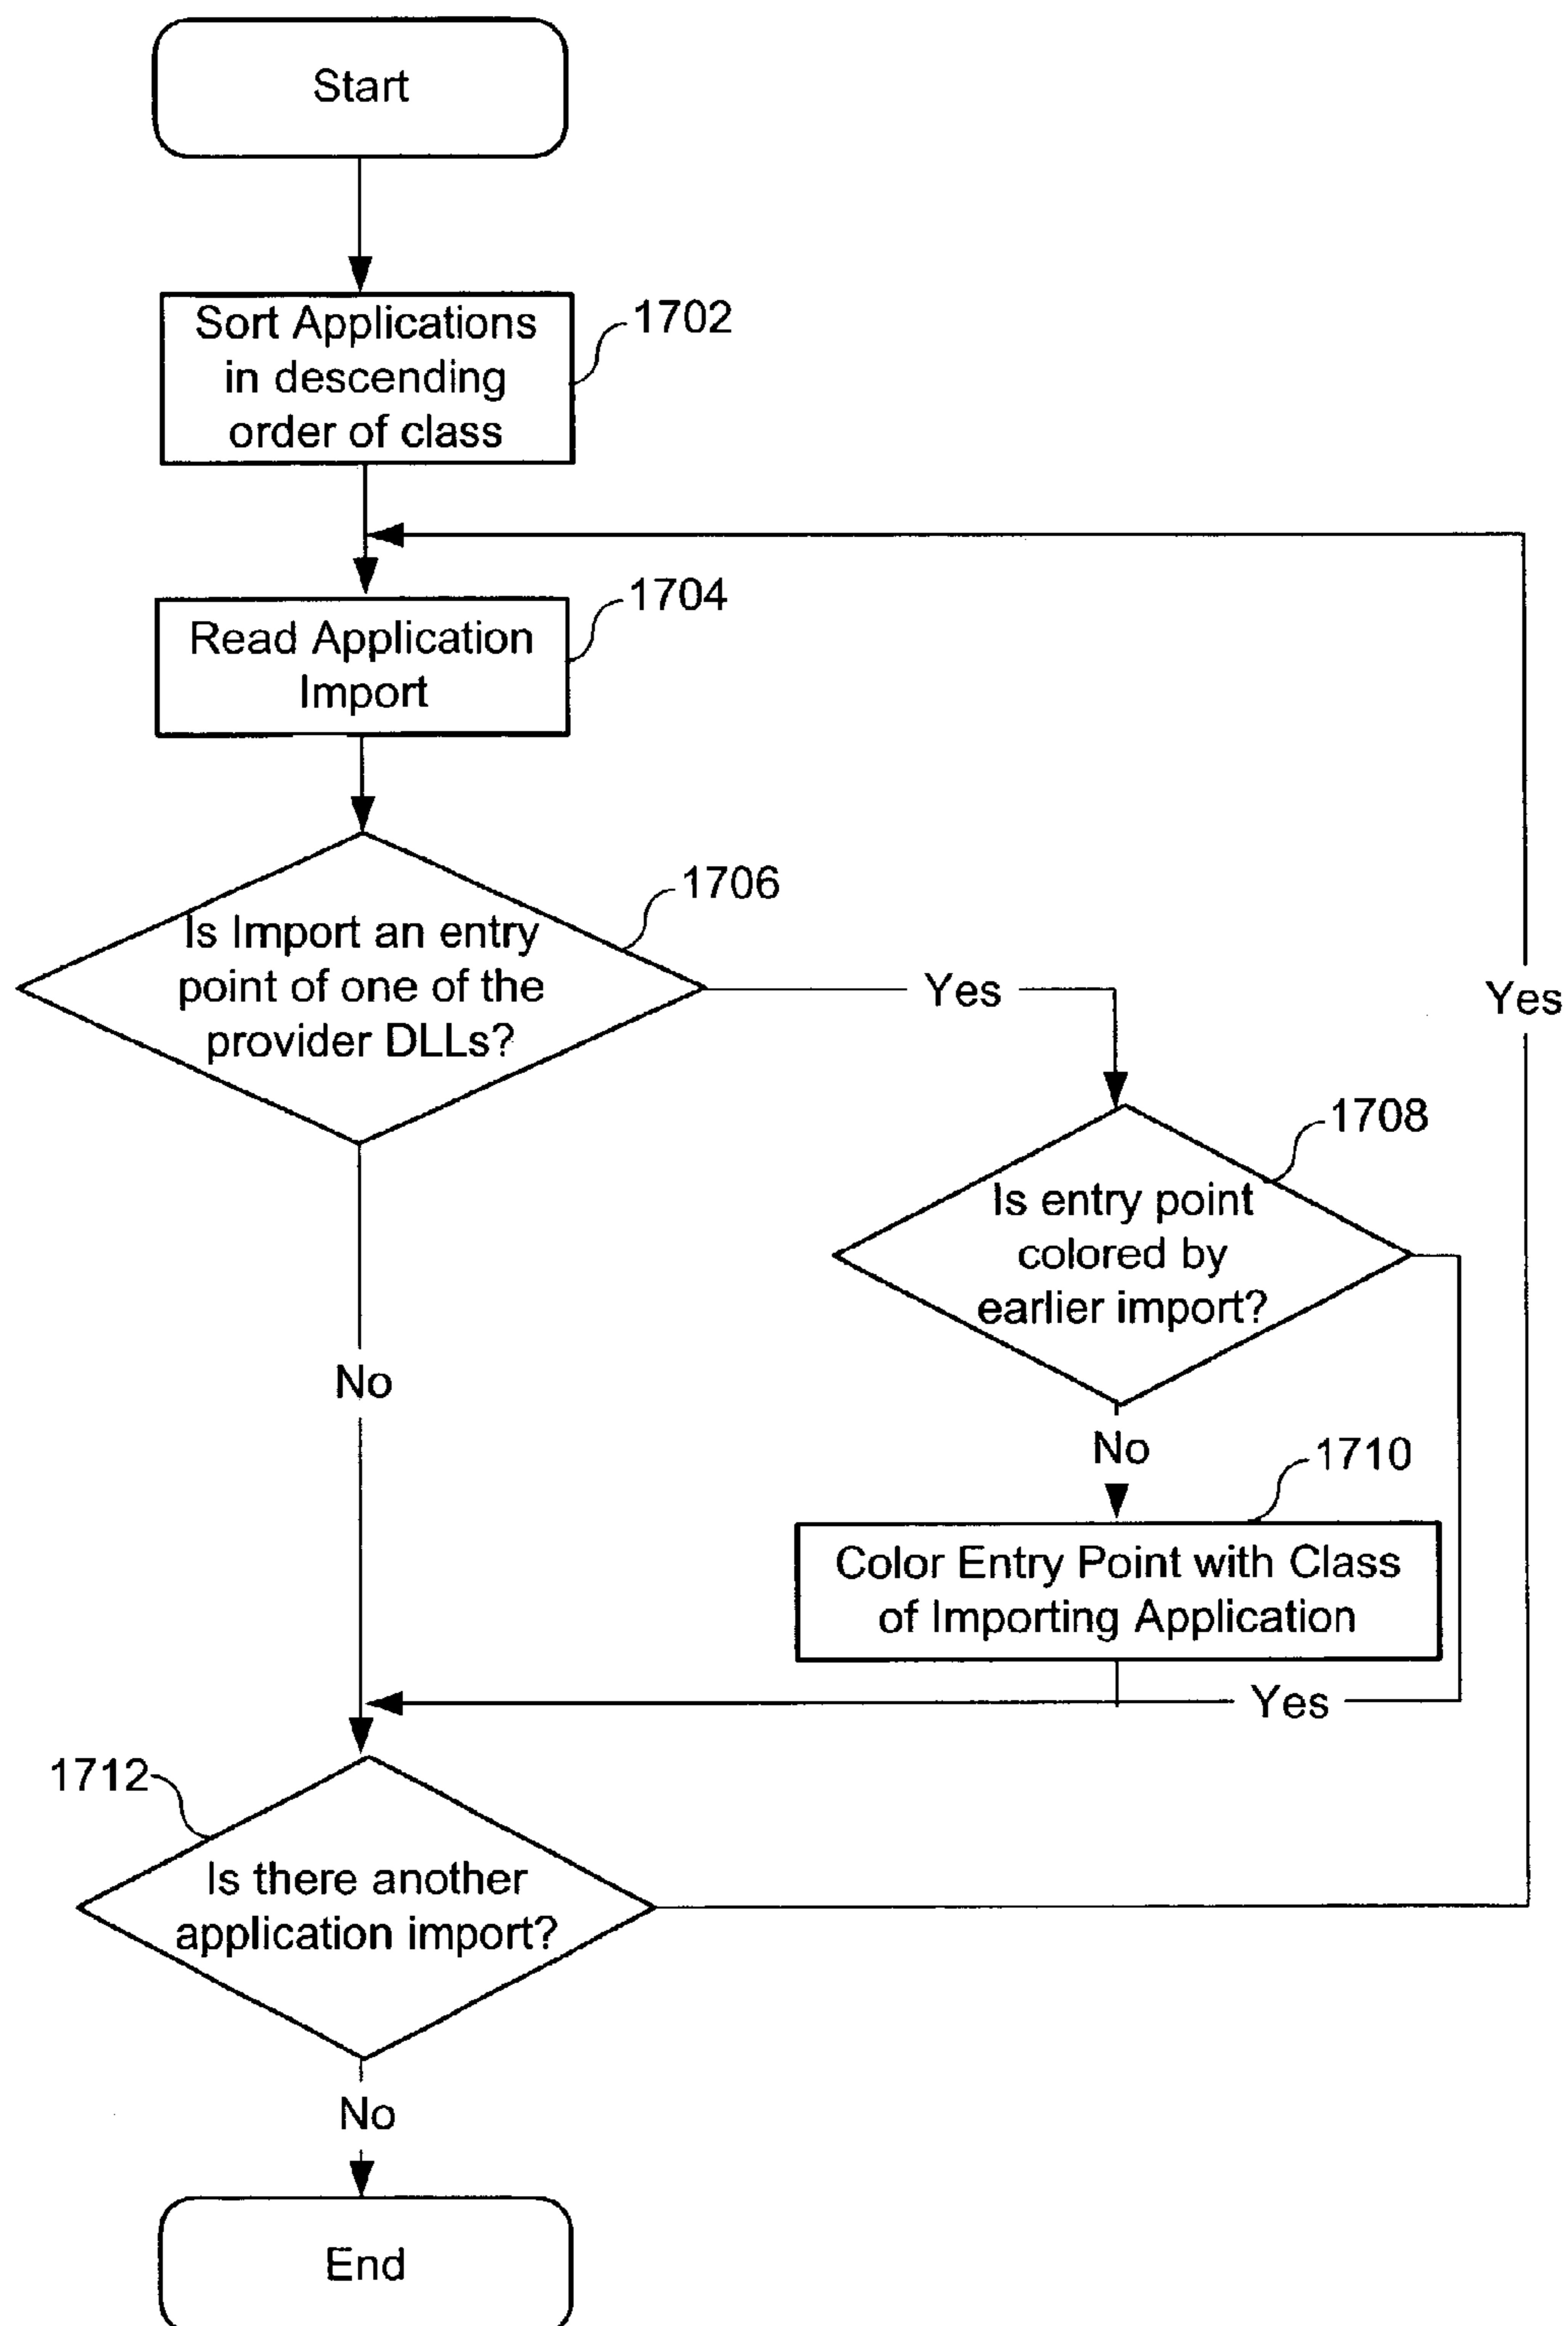 Start
Sort Applications
in descending
order of class
1702
Read Application
Import
1704
Is Import an entry
point of one of the
provider DLLs?
1706
Yes
Yes
Is entry point
colored by
earlier import?
1708
No
No
Color Entry Point with Class
of Importing Application
1710
Yes
1712
Is there another
application import?
No
End